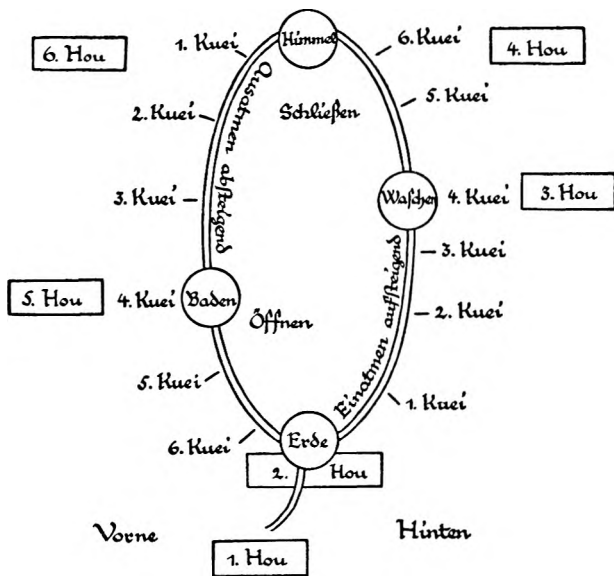 6. Hou
1. Kuei
Himmel
6. Kuei
4. Hou
2. Kuei
Schließen
5. Kuei
Ausatmen absteigend
3. Kuei
Waschen
4. Kuei
3. Hou
3. Kuei
5. Hou
4. Kuei
Baden
Öffnen
Einatmen aufsteigend
2. Kuei
5. Kuei
1. Kuei
6. Kuei
Erde
2. Hou
Vorne
Hinten
1. Hou